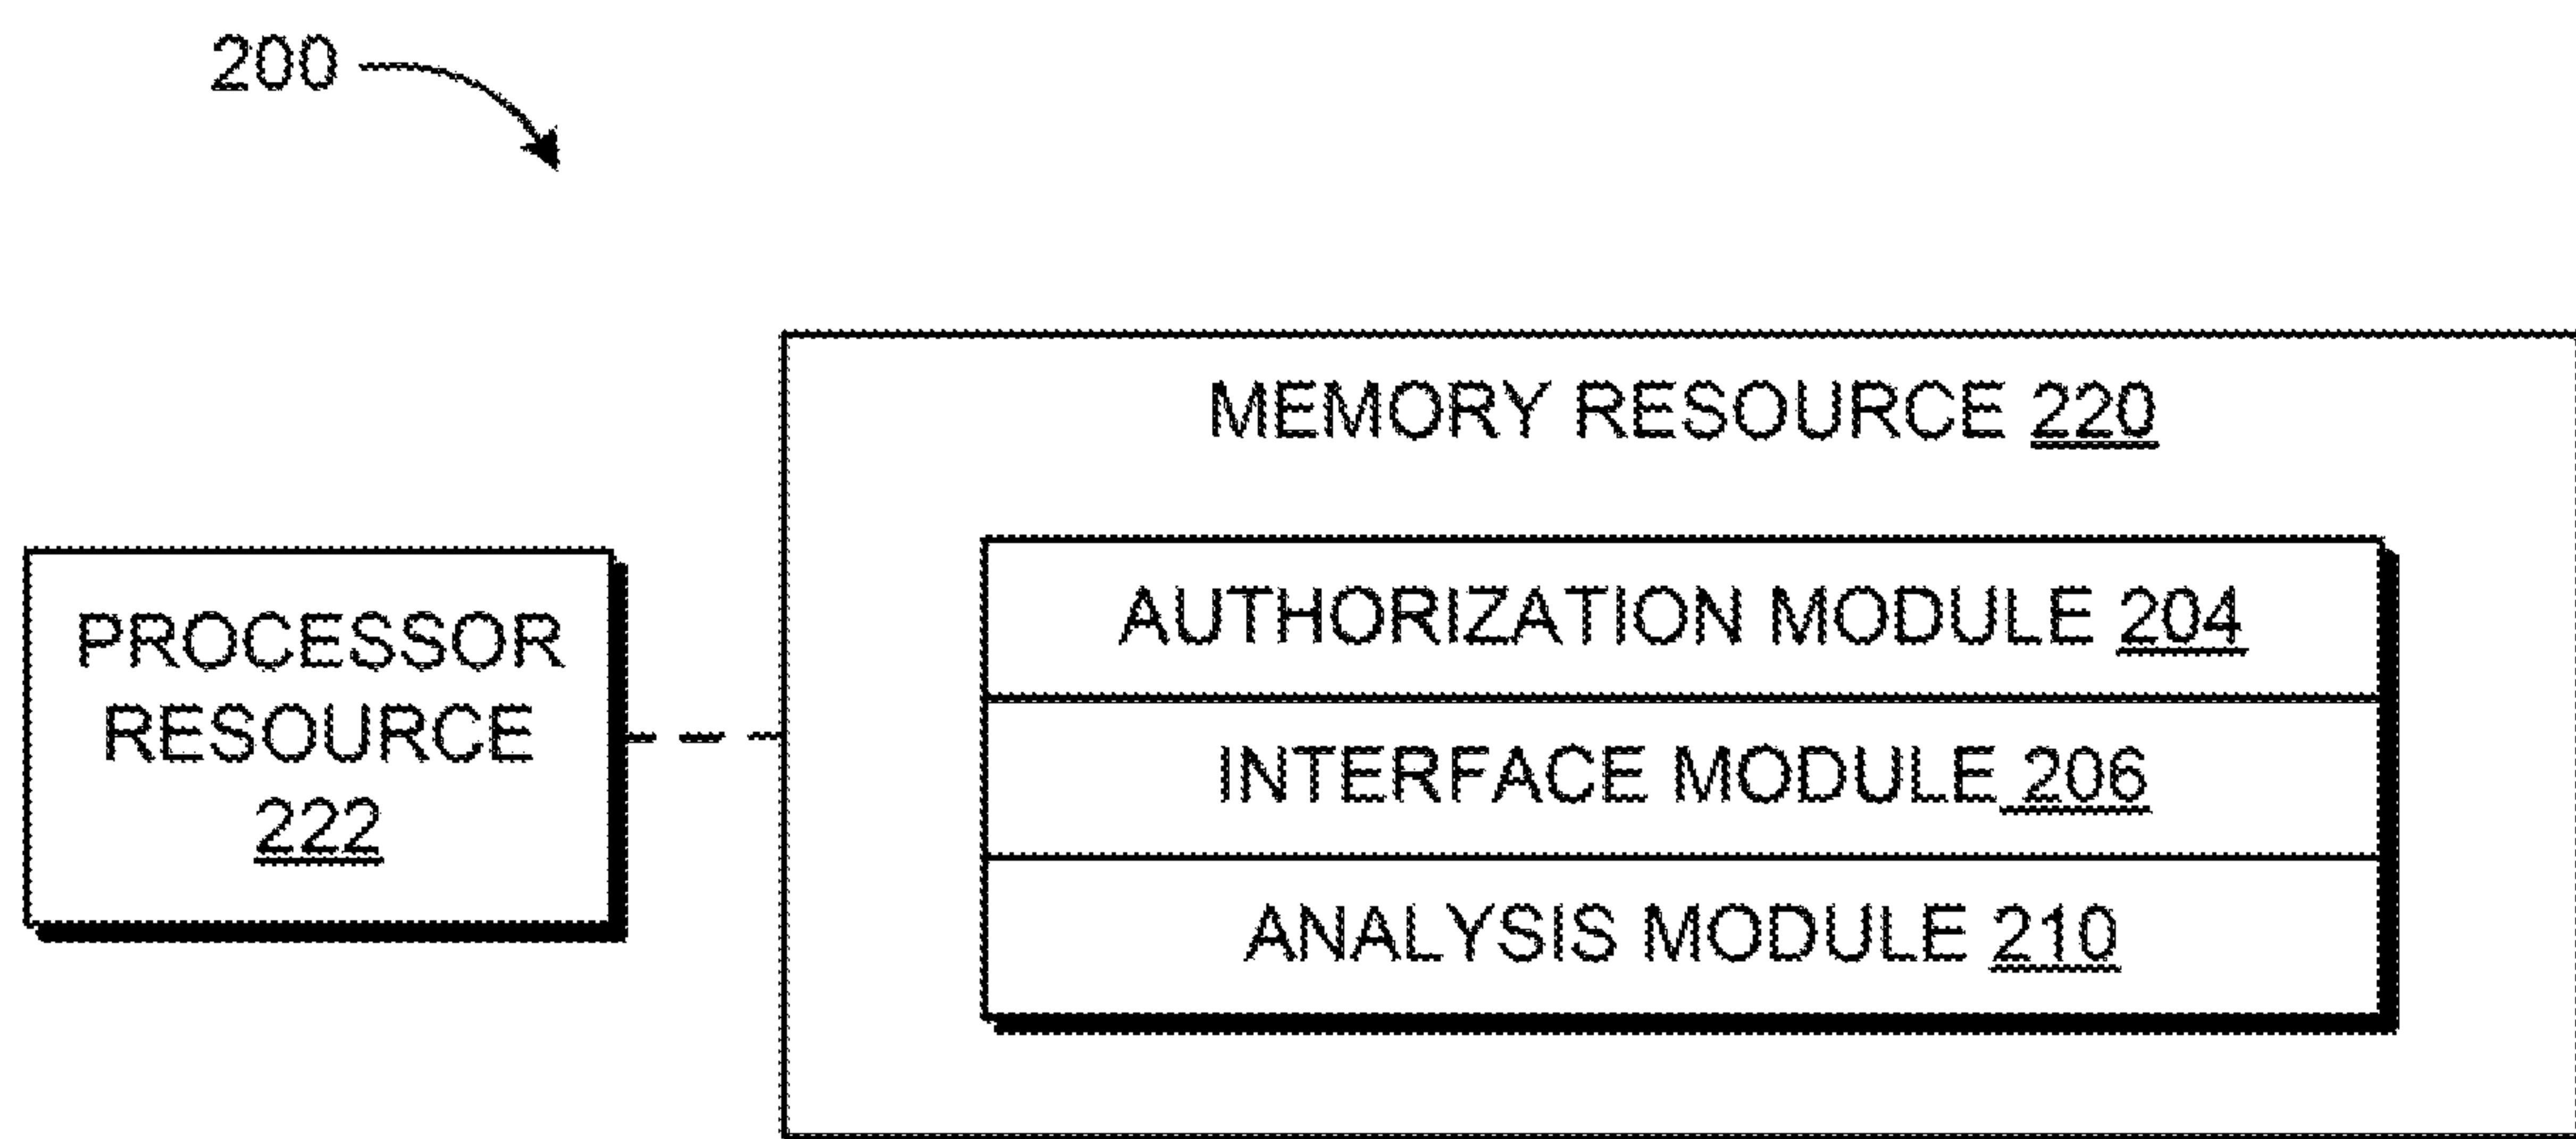 200
MEMORY RESOURCE 220
PROCESSOR
RESOURCE
222
AUTHORIZATION MODULE 204
INTERFACE MODULE 206
ANALYSIS MODULE 210